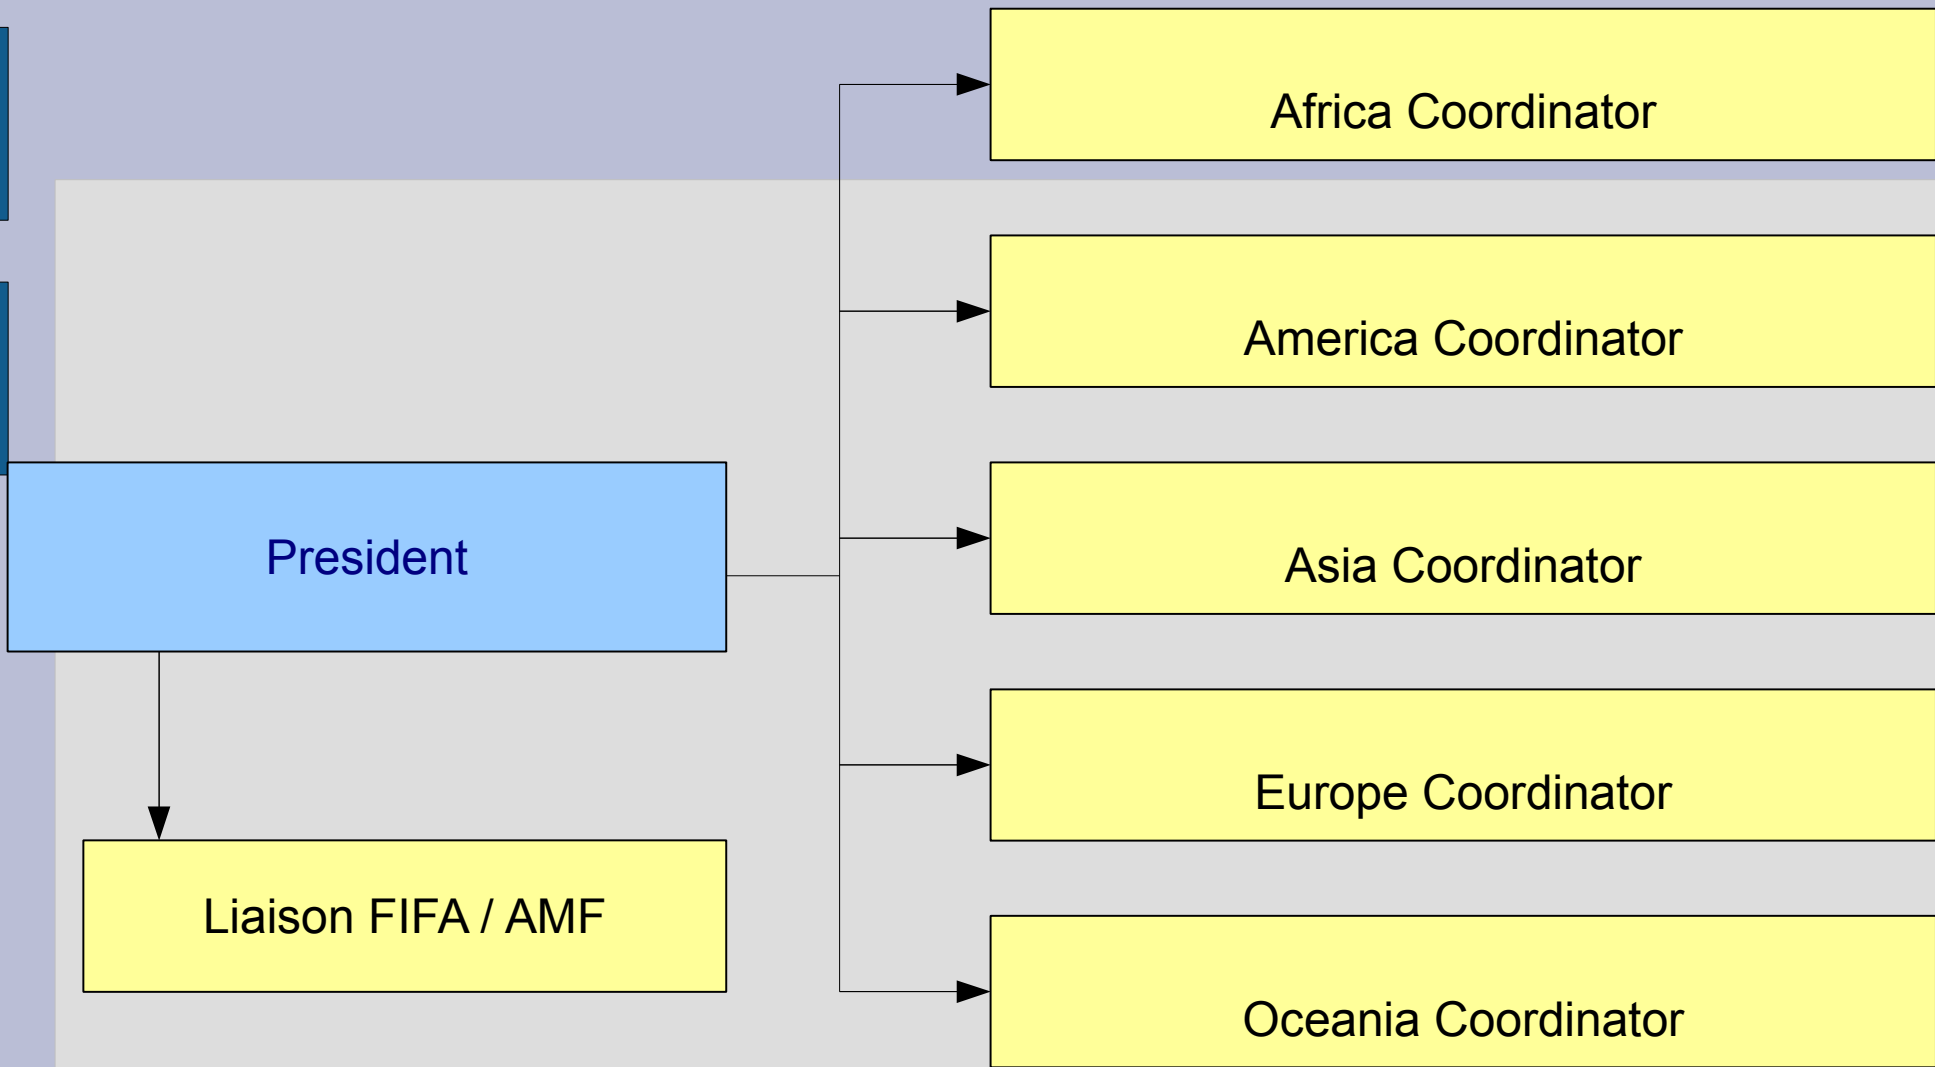 Africa Coordinator
America Coordinator
President
Asia Coordinator
Europe Coordinator
Liaison FIFA / AMF
Oceania Coordinator